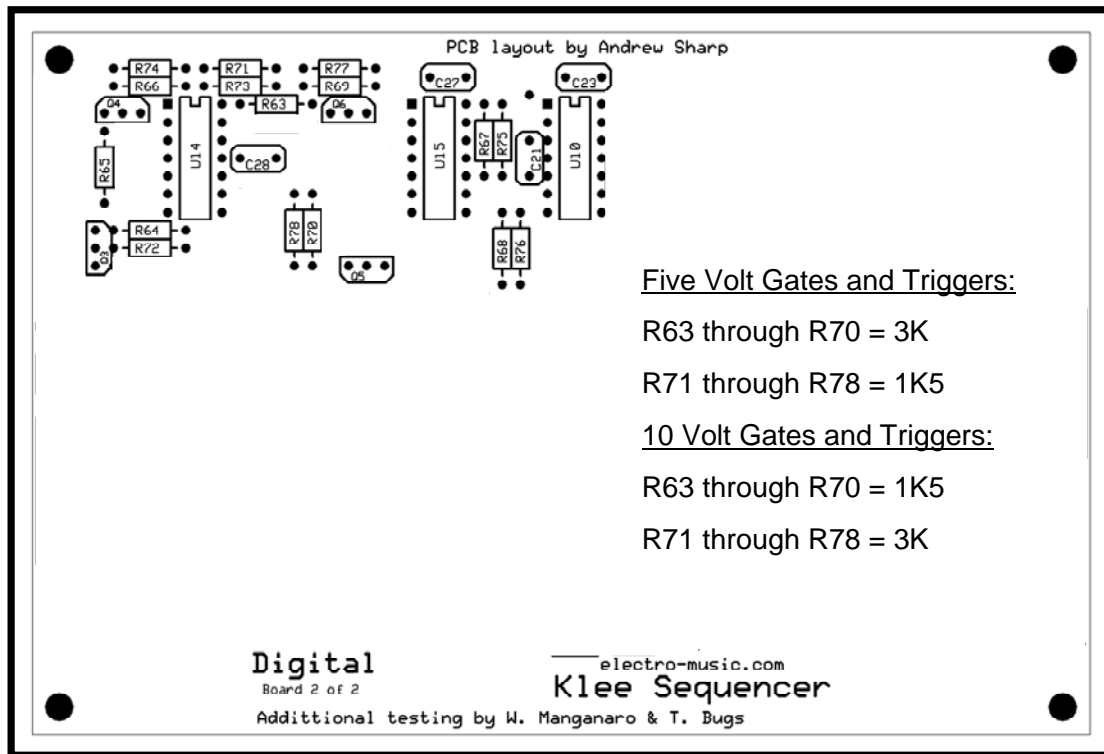 PCB layout by Andrew Sharp
R74 R71 R77
R66 R73 R69
C27 C23
Q4 R63 Q6
U14 U15 R67 R75 C21 U10
R65 C28
R64
R72
Q3 R78 R70 R68 R76
Q5
Five Volt Gates and Triggers:
R63 through R70 = 3K
R71 through R78 = 1K5
10 Volt Gates and Triggers:
R63 through R70 = 1K5
R71 through R78 = 3K
Digital
Board 2 of 2
electro-music.com
Klee Sequencer
Addittional testing by W. Manganaro & T. Bugs